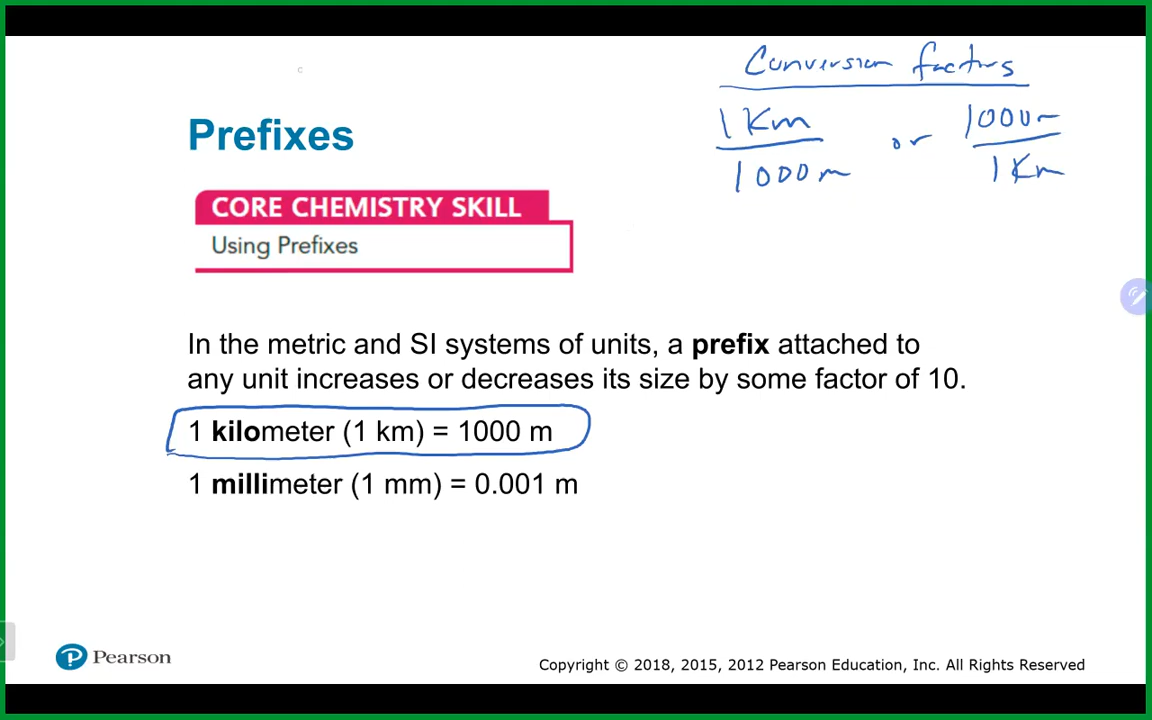 Conversion factors
1 Km
1000 m
or
1000 m
1 Km
Prefixes
CORE CHEMISTRY SKILL
Using Prefixes
In the metric and SI systems of units, a prefix attached to
any unit increases or decreases its size by some factor of 10.
1 kilometer (1 km) = 1000 m
1 millimeter (1 mm) = 0.001 m
P Pearson
Copyright © 2018, 2015, 2012 Pearson Education, Inc. All Rights Reserved